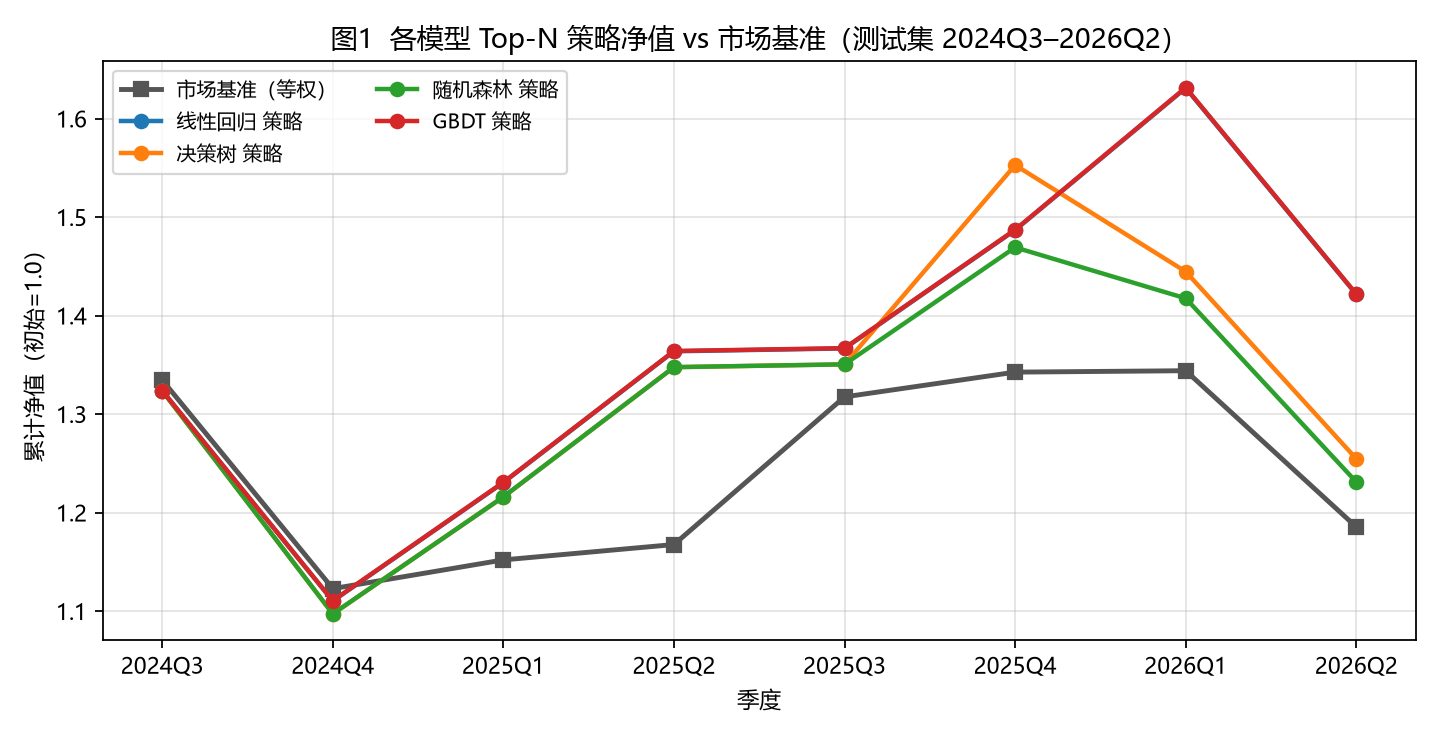 图1  各模型 Top-N 策略净值 vs 市场基准（测试集 2024Q3–2026Q2）
市场基准（等权）
线性回归 策略
决策树 策略
随机森林 策略
GBDT 策略
累计净值（初始=1.0）
1.6
1.5
1.4
1.3
1.2
1.1
2024Q3 2024Q4 2025Q1 2025Q2 2025Q3 2025Q4 2026Q1 2026Q2
季度